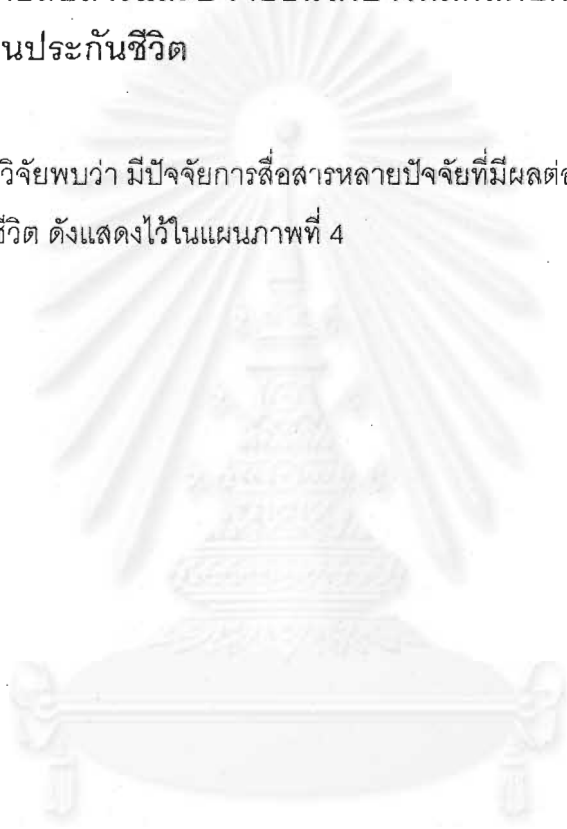 นประกันชีวิต
วิจัยพบว่า มีปัจจัยการสื่อสารหลายปัจจัยที่มีผลต่อ
ชีวิต ดังแสดงไว้ในแผนภาพที่ 4